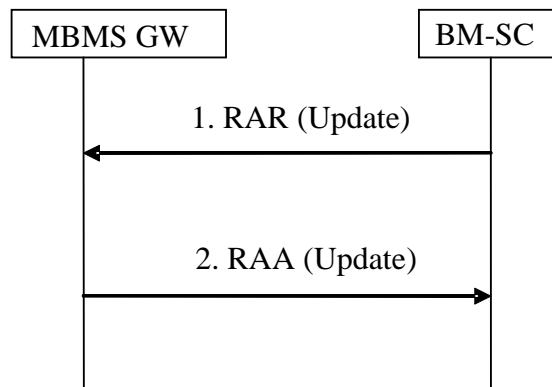 MBMS GW
BM-SC
1. RAR (Update)
2. RAA (Update)